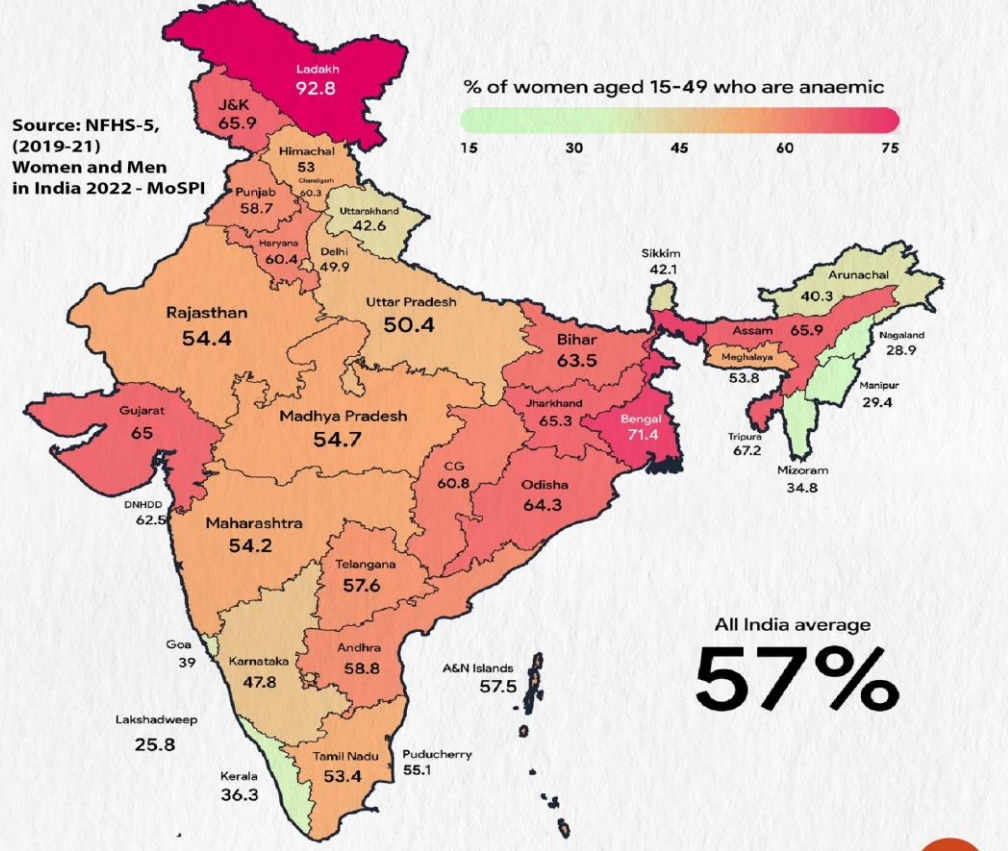 Ladakh
92.8
% of women aged 15-49 who are anaemic
15 30 45 60 75
J&K
65.9
Source: NFHS-5,
(2019-21)
Women and Men
in India 2022 - MoSPI
Himachal
53
Chandigarh
60.3
Punjab
58.7
Uttarakhand
42.6
Haryana
60.4
Delhi
49.9
Sikkim
42.1
Arunachal
40.3
Rajasthan
54.4
Uttar Pradesh
50.4
Bihar
63.5
Assam 65.9
Nagaland
28.9
Meghalaya
53.8
Manipur
29.4
Gujarat
65
Madhya Pradesh
54.7
Jharkhand
65.3
Bengal
71.4
Tripura
67.2
Mizoram
34.8
CG
60.8
Odisha
64.3
DNHDD
62.5
Maharashtra
54.2
Telangana
57.6
All India average
57%
Goa
39
Karnataka
47.8
Andhra
58.8
A&N Islands
57.5
Lakshadweep
25.8
Kerala
36.3
Tamil Nadu
53.4
Puducherry
55.1